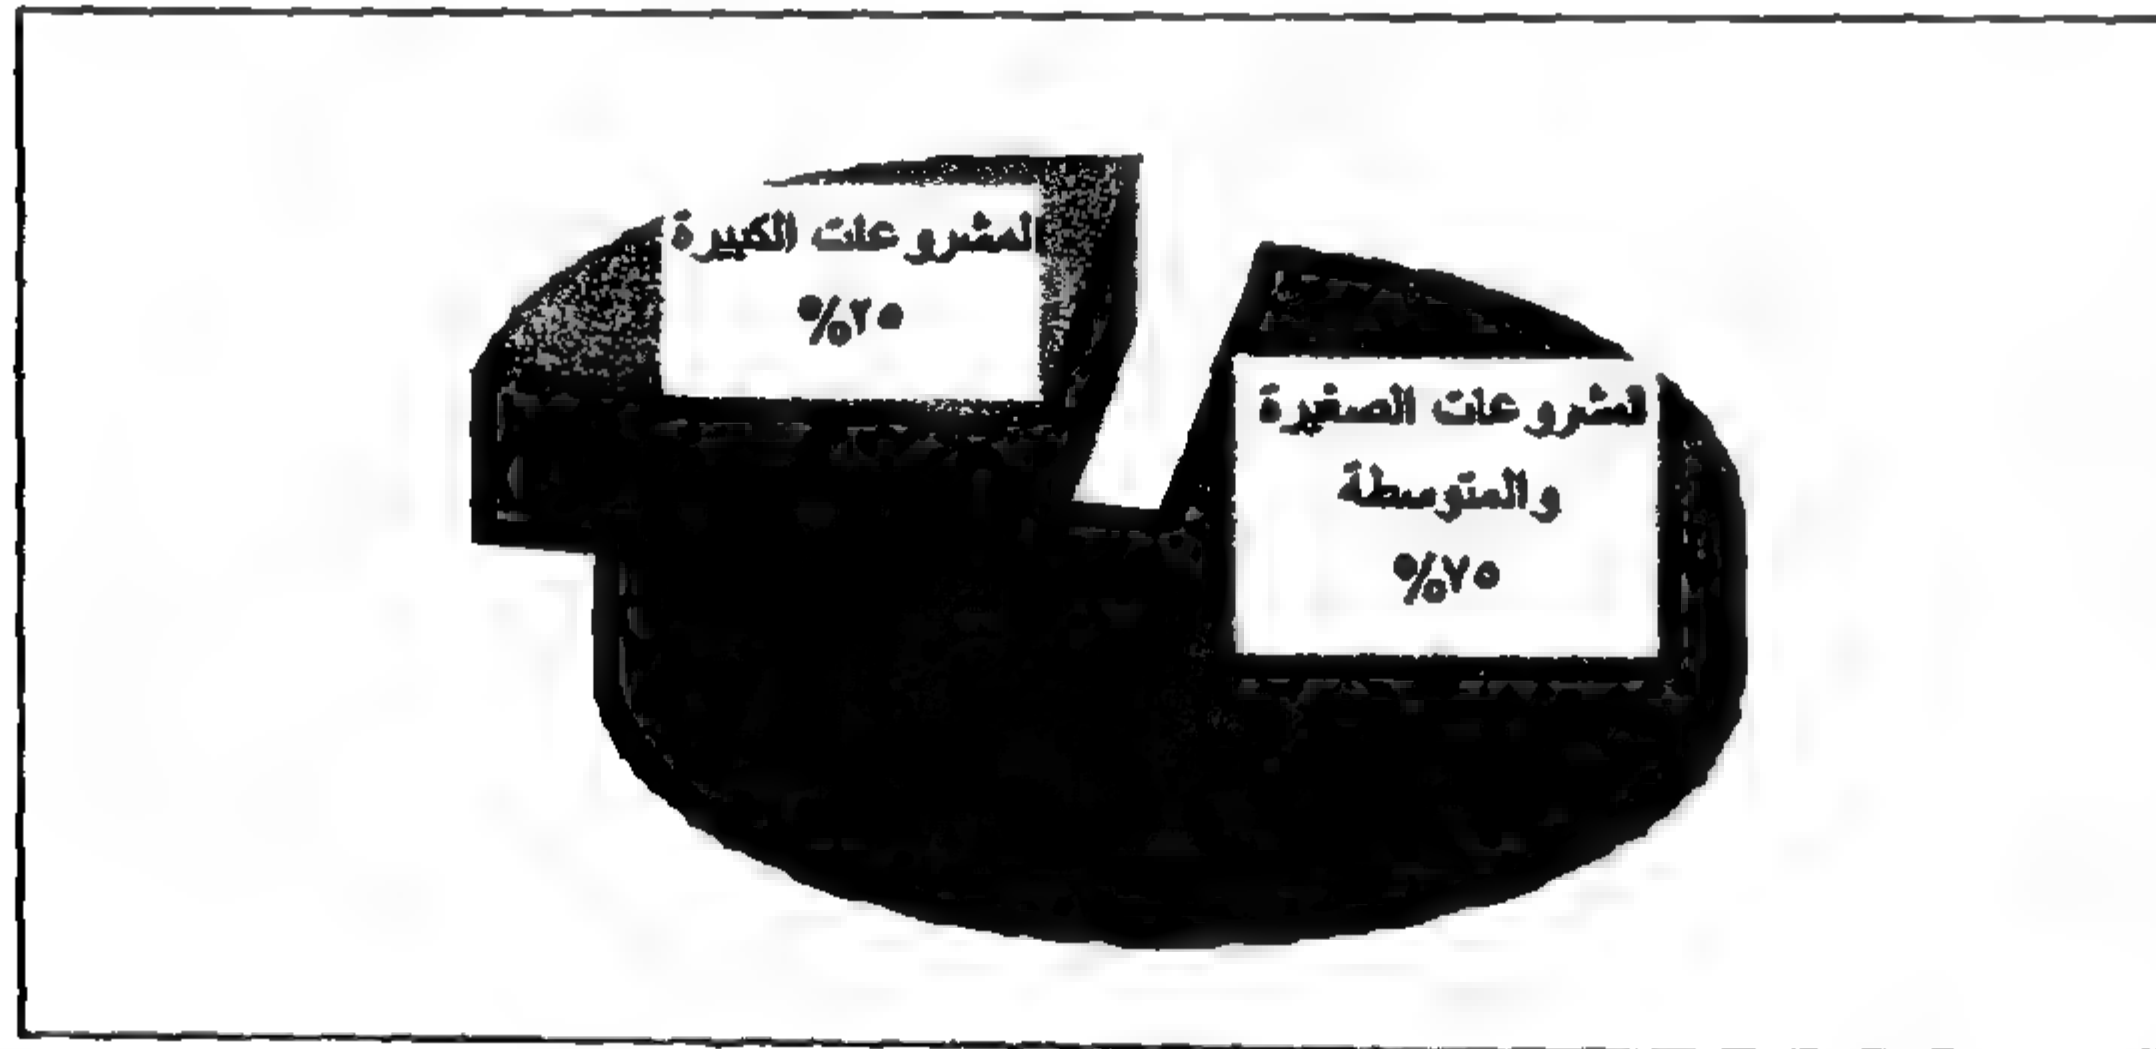 لمشروعات الكبيرة
%٢٥
لمشروعات الصغيرة
والمتوسطة
%٧٥